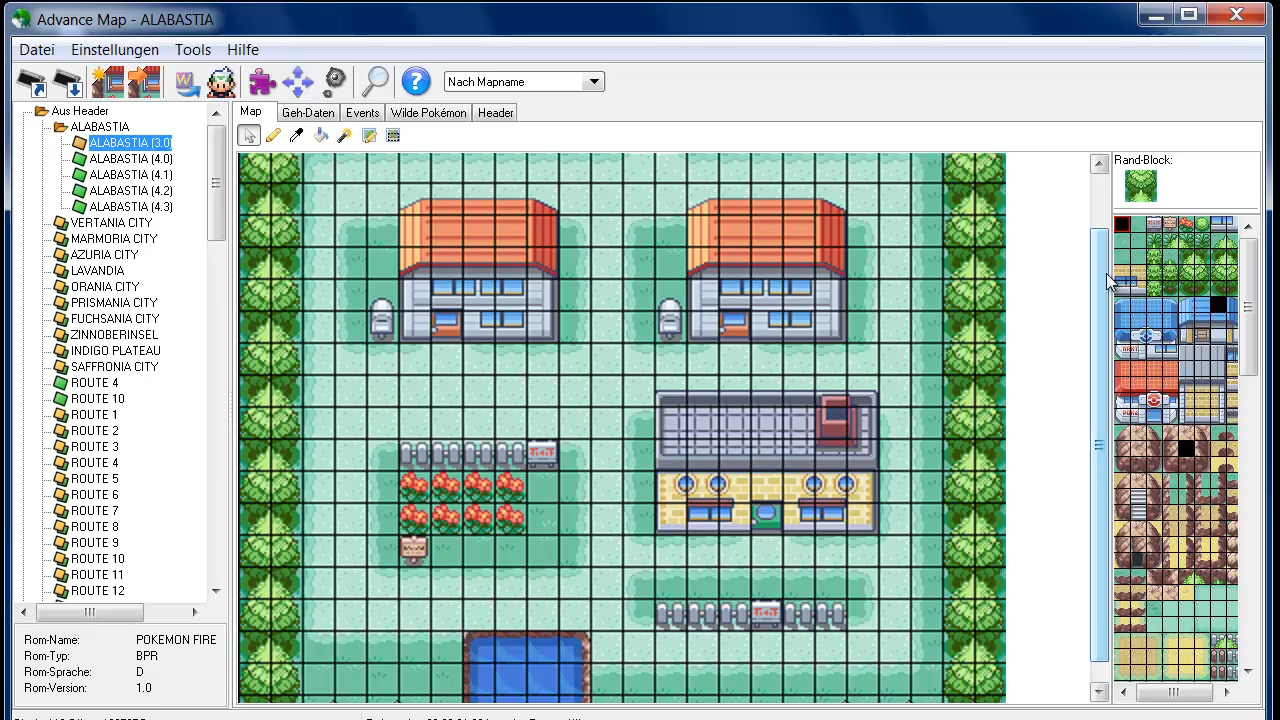 Advance Map - ALABASTIA
Datei Einstellungen Tools Hilfe
Nach Mapname
Aus Header
ALABASTIA
ALABASTIA (3.0)
ALABASTIA (4.0)
ALABASTIA (4.1)
ALABASTIA (4.2)
ALABASTIA (4.3)
VERTANIA CITY
MARMORIA CITY
AZURIA CITY
LAVANDIA
ORANIA CITY
PRISMANIA CITY
FUCHSANIA CITY
ZINNOBERINSEL
INDIGO PLATEAU
SAFFRONIA CITY
ROUTE 4
ROUTE 10
ROUTE 1
ROUTE 2
ROUTE 3
ROUTE 4
ROUTE 5
ROUTE 6
ROUTE 7
ROUTE 8
ROUTE 9
ROUTE 10
ROUTE 11
ROUTE 12
Rom-Name: POKEMON FIRE
Rom-Typ: BPR
Rom-Sprache: D
Rom-Version: 1.0
Map Geh-Daten Events Wilde Pokémon Header
Rand-Block: